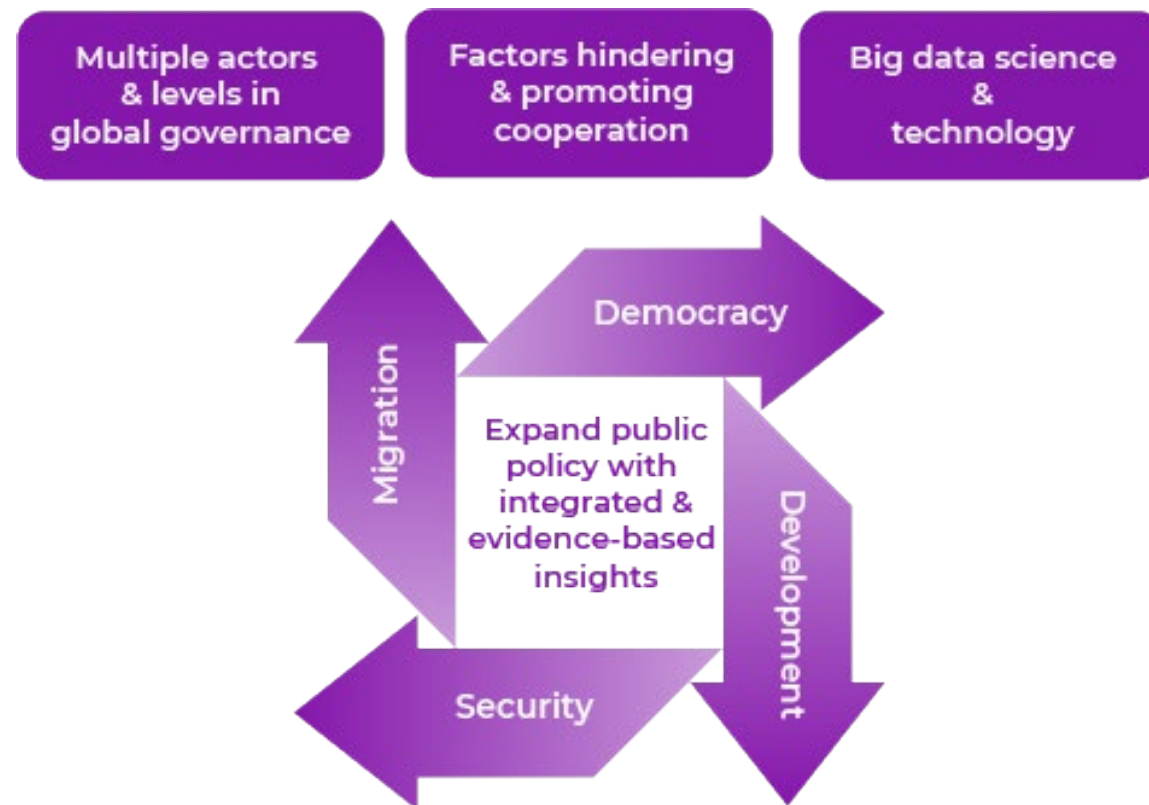 Multiple actors
& levels in
global governance
Factors hindering
& promoting
cooperation
Big data science
&
technology
Democracy
Migration
Expand public
policy with
integrated &
evidence-based
insights
Development
Security